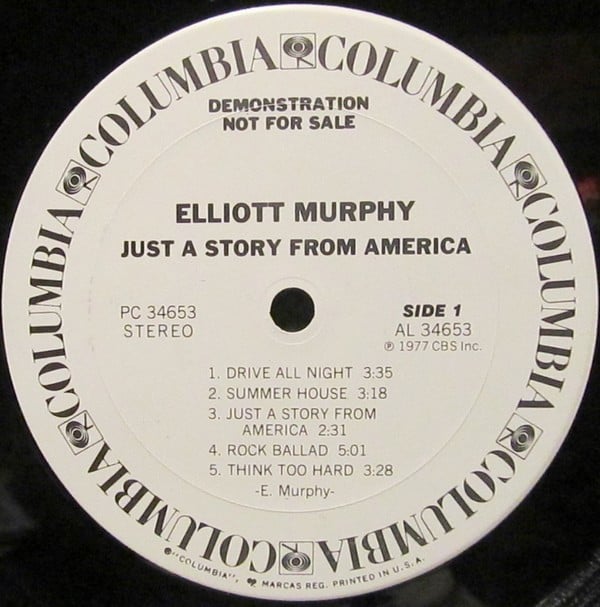 COLUMBIA COLUMBIA COLUMBIA COLUMBIA COLUMBIA COLUMBIA COLUMBIA COLUMBIA
DEMONSTRATION
NOT FOR SALE
ELLIOTT MURPHY
JUST A STORY FROM AMERICA
PC 34653
STEREO
SIDE 1
AL 34653
Ⓟ 1977 CBS Inc.
1. DRIVE ALL NIGHT 3:35
2. SUMMER HOUSE 3:18
3. JUST A STORY FROM
AMERICA 2:31
4. ROCK BALLAD 5:01
5. THINK TOO HARD 3:28
-E. Murphy-
"COLUMBIA", MARCAS REG. PRINTED IN U.S.A.